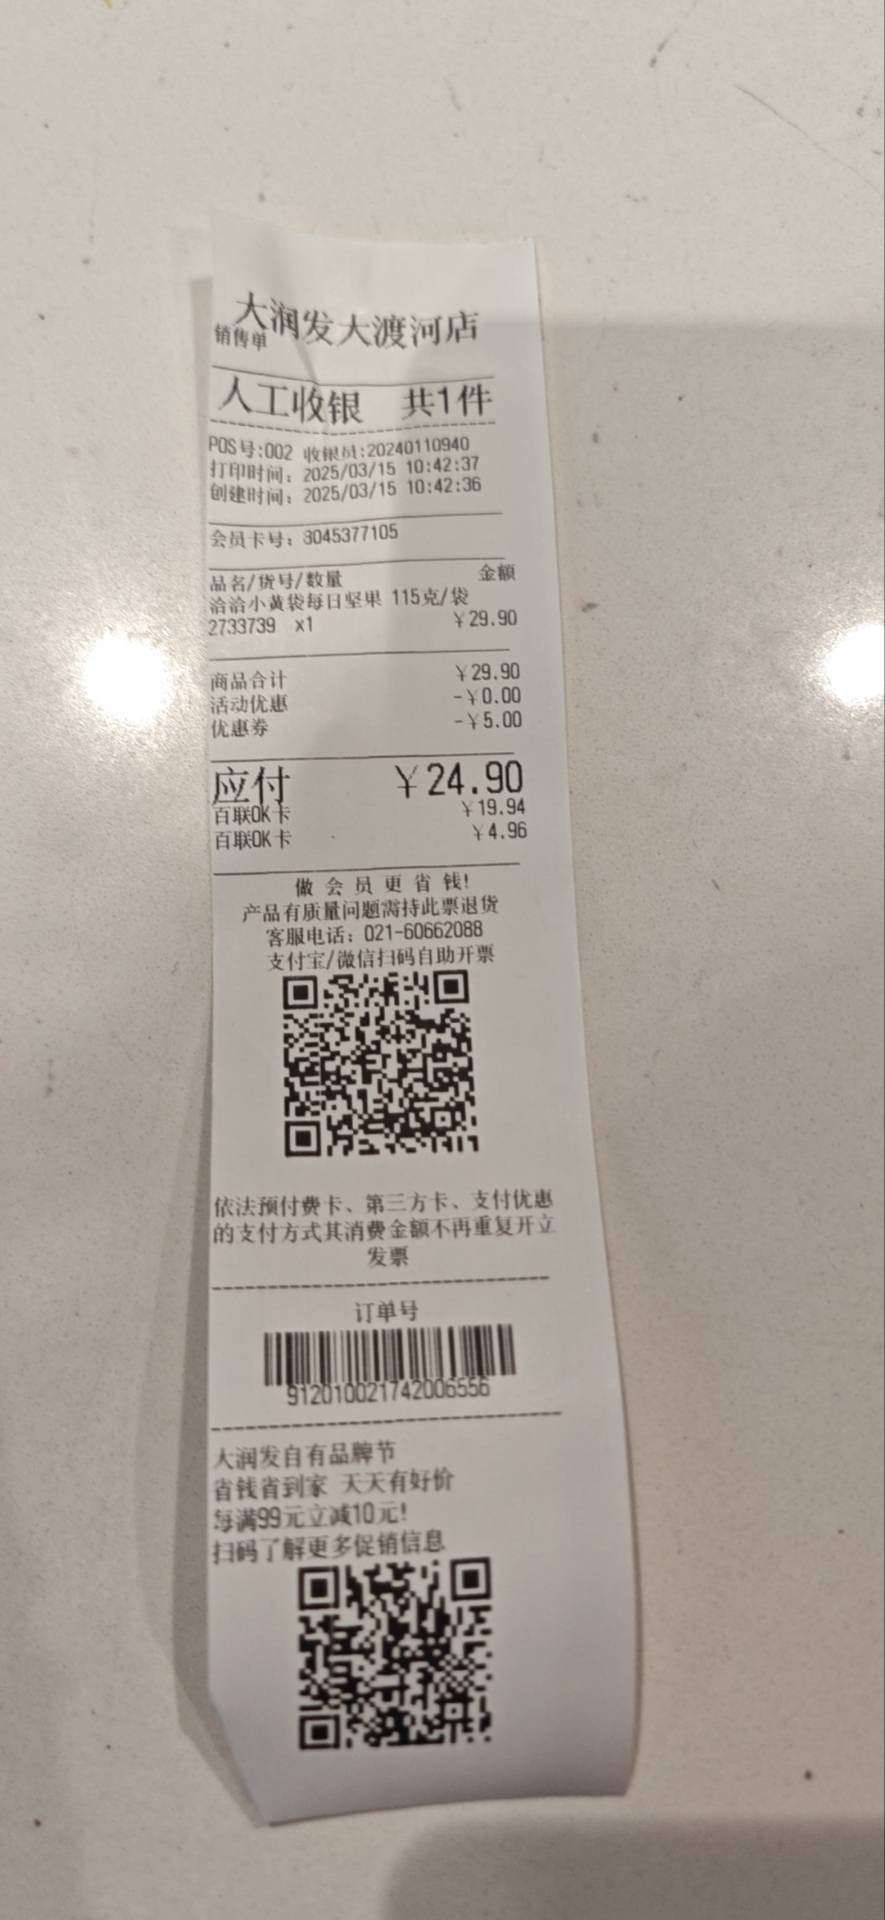 大润发大渡河店
销售单
人工收银 共1件
POS号:002 收银员:20240110940
打印时间：2025/03/15 10:42:37
创建时间：2025/03/15 10:42:36
会员卡号：3045377105
品名/货号/数量 金额
洽洽小黄袋每日坚果 115克/袋
2733739 x1 ￥29.90
商品合计 ￥29.90
活动优惠 -￥0.00
优惠券 -￥5.00
应付 ￥24.90
百联OK卡 ￥19.94
百联OK卡 ￥4.96
做会员更省钱!
产品有质量问题需持此票退货
客服电话：021-60662088
支付宝/微信扫码自助开票
依法预付费卡、第三方卡、支付优惠
的支付方式其消费金额不再重复开立
发票
订单号
912010021742006556
大润发自有品牌节
省钱省到家 天天有好价
每满99元立减10元!
扫码了解更多促销信息